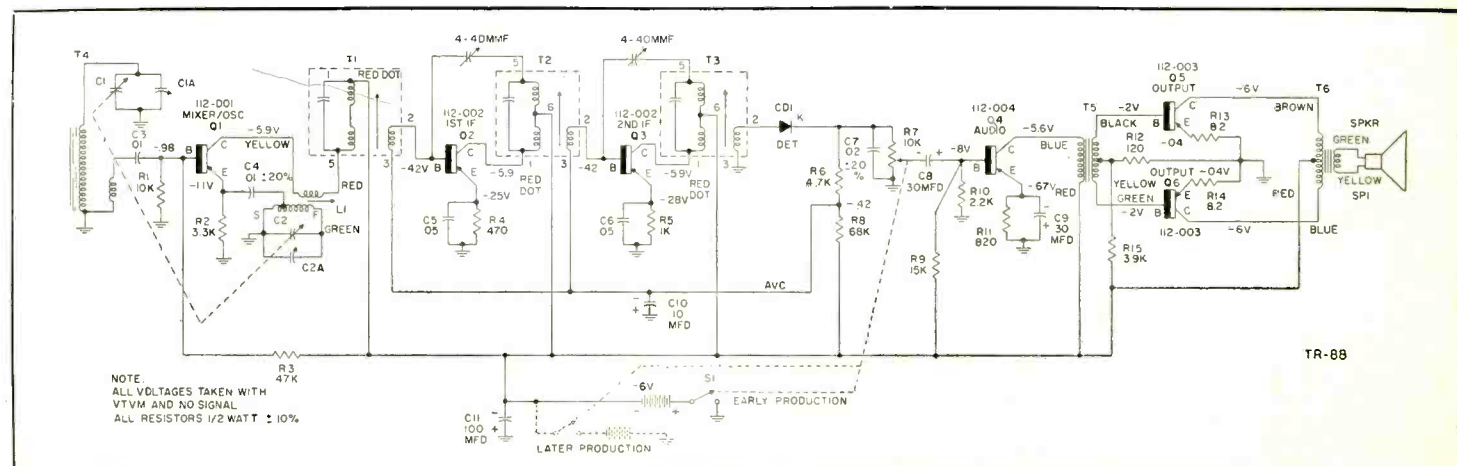 T4
C1
C1A
C3
.01
R1
10K
-.98
112-001
MIXER/OSC
Q1
B
C
E
-5.9V
YELLOW
-.11V
C4
.01 ±20%
R2
3.3K
S
F
L1
RED
C2
GREEN
C2A
T1
RED DOT
5
3
2
4-40MMF
112-002
1ST IF
Q2
-.42V
B
C
E
-5.9
-.25V
C5
.05
R4
470
5
T2
6
RED
DOT
3
2
4-40MMF
112-002
2ND IF
Q3
-.42
B
C
E
-5.9V
-.28V
C6
.05
R5
1K
5
T3
6
RED
DOT
3
2
CD1
K
DET
R6
4.7K
C7
.02
±20
%
R7
10K
-.42
R8
68K
C8
30MFD
-.8V
R9
15K
R10
2.2K
112-004
Q4
AUDIO
B
C
E
-5.6V
BLUE
-.67V
RED
R11
820
C9
30
MFD
T5
-.2V
BLACK
112-003
Q5
OUTPUT
B
C
E
-6V
BROWN
T6
R13
8.2
-.04
R12
120
YELLOW
OUTPUT
-.04V
Q6
GREEN
-.2V
B
E
C
R14
8.2
112-003
-6V
RED
BLUE
GREEN
SPKR
YELLOW
SP1
R15
3.9K
AVC
C10
10
MFD
R3
47K
C11
100
MFD
-6V
S1
EARLY PRODUCTION
LATER PRODUCTION
NOTE:
ALL VOLTAGES TAKEN WITH
VTVM AND NO SIGNAL
ALL RESISTORS 1/2 WATT ± 10%
TR-88